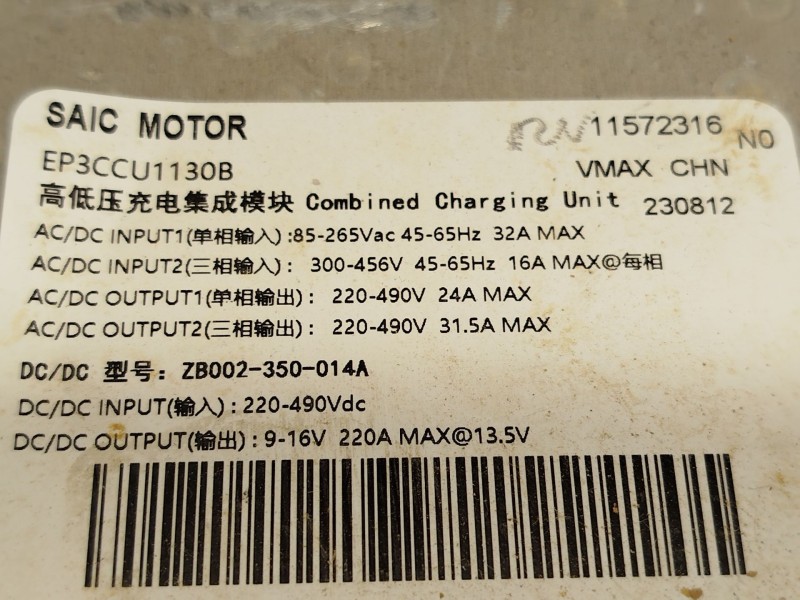 SAIC MOTOR
11572316 N0
EP3CCU1130B
VMAX CHN
高低压充电集成模块 Combined Charging Unit 230812
AC/DC INPUT1(单相输入) :85-265Vac 45-65Hz 32A MAX
AC/DC INPUT2(三相输入) : 300-456V 45-65Hz 16A MAX@每相
AC/DC OUTPUT1(单相输出) : 220-490V 24A MAX
AC/DC OUTPUT2(三相输出) : 220-490V 31.5A MAX
DC/DC 型号: ZB002-350-014A
DC/DC INPUT(输入) : 220-490Vdc
DC/DC OUTPUT(输出) : 9-16V 220A MAX@13.5V